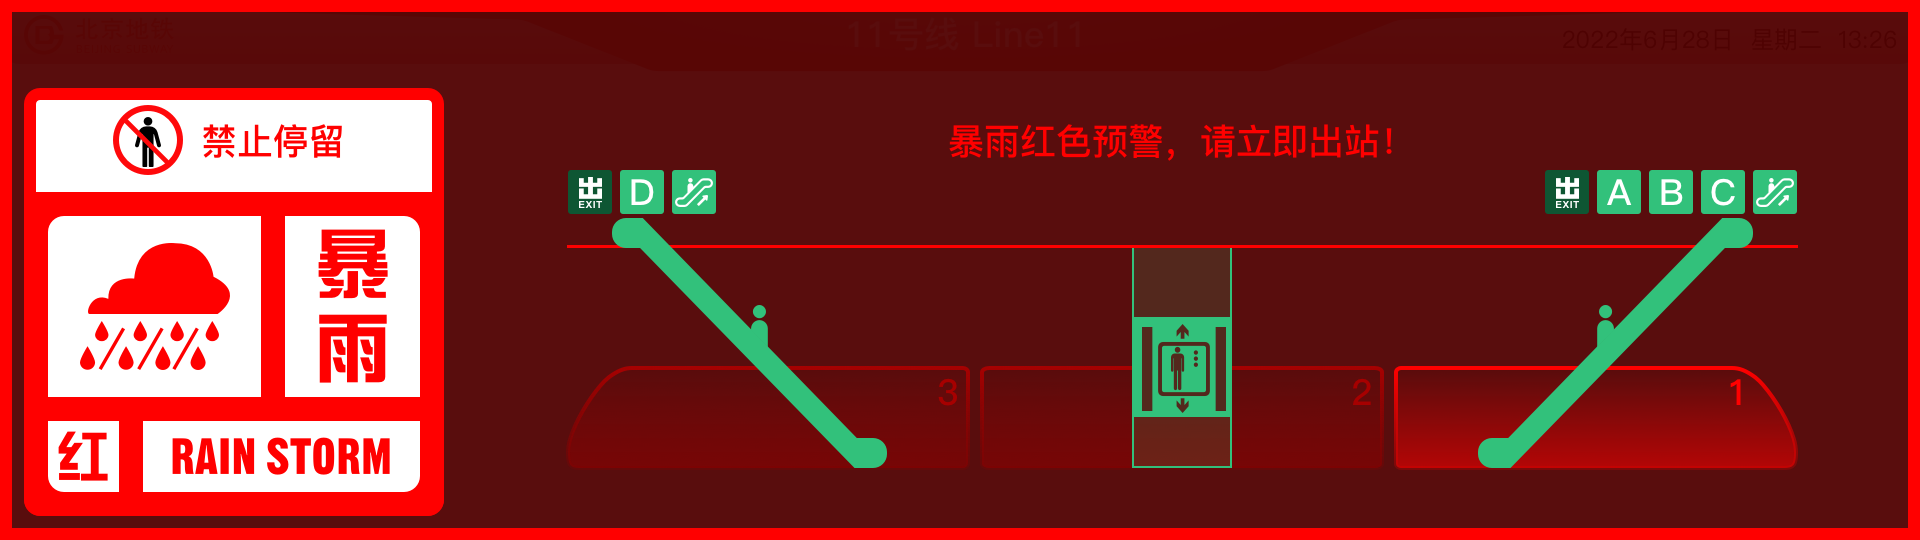 北京地铁
11号线 Line11
2022年6月28日 星期二 13:26
禁止停留
暴雨
红
RAIN STORM
暴雨红色预警，请立即出站！
出 EXIT D
出 EXIT A B C
3
2
1